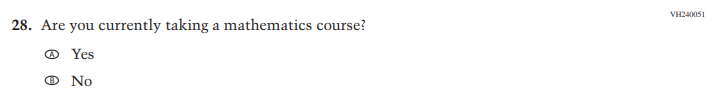 VH240051
28. Are you currently taking a mathematics course?
A Yes
B No